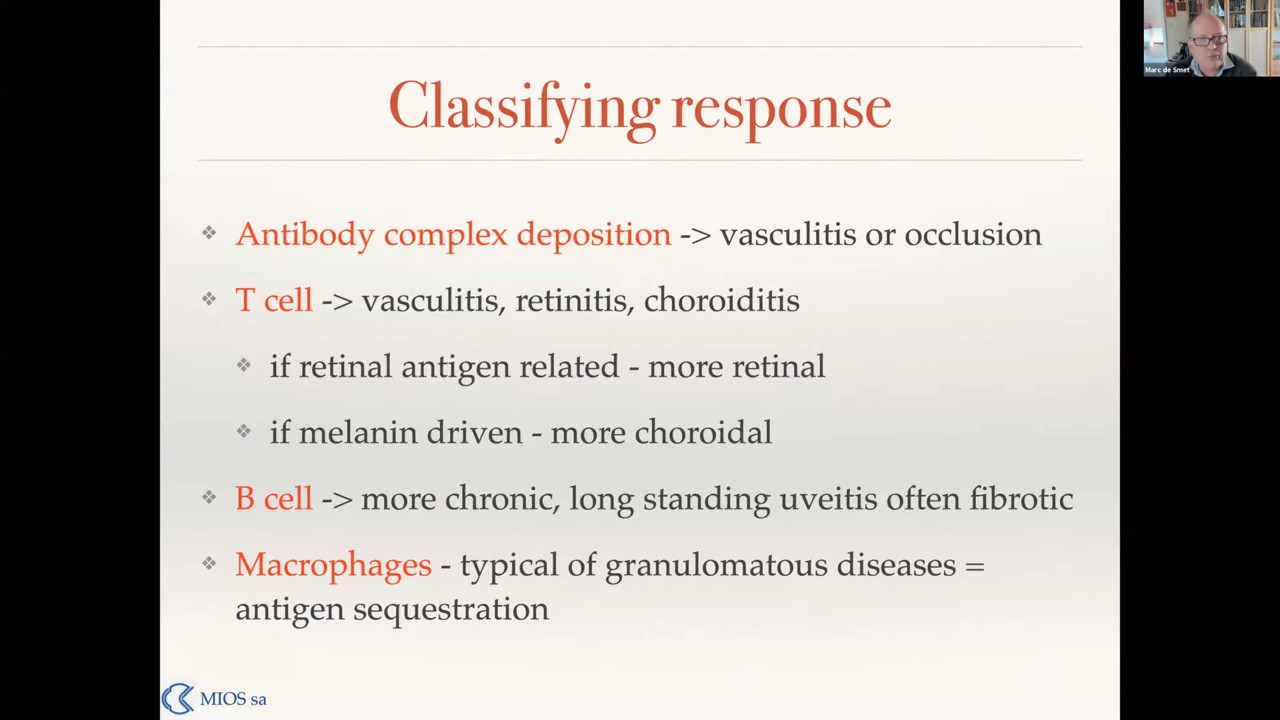 Classifying response
❖ Antibody complex deposition -> vasculitis or occlusion
❖ T cell -> vasculitis, retinitis, choroiditis
❖ if retinal antigen related - more retinal
❖ if melanin driven - more choroidal
❖ B cell -> more chronic, long standing uveitis often fibrotic
❖ Macrophages - typical of granulomatous diseases =
antigen sequestration
MIOS sa
Marc de Smet